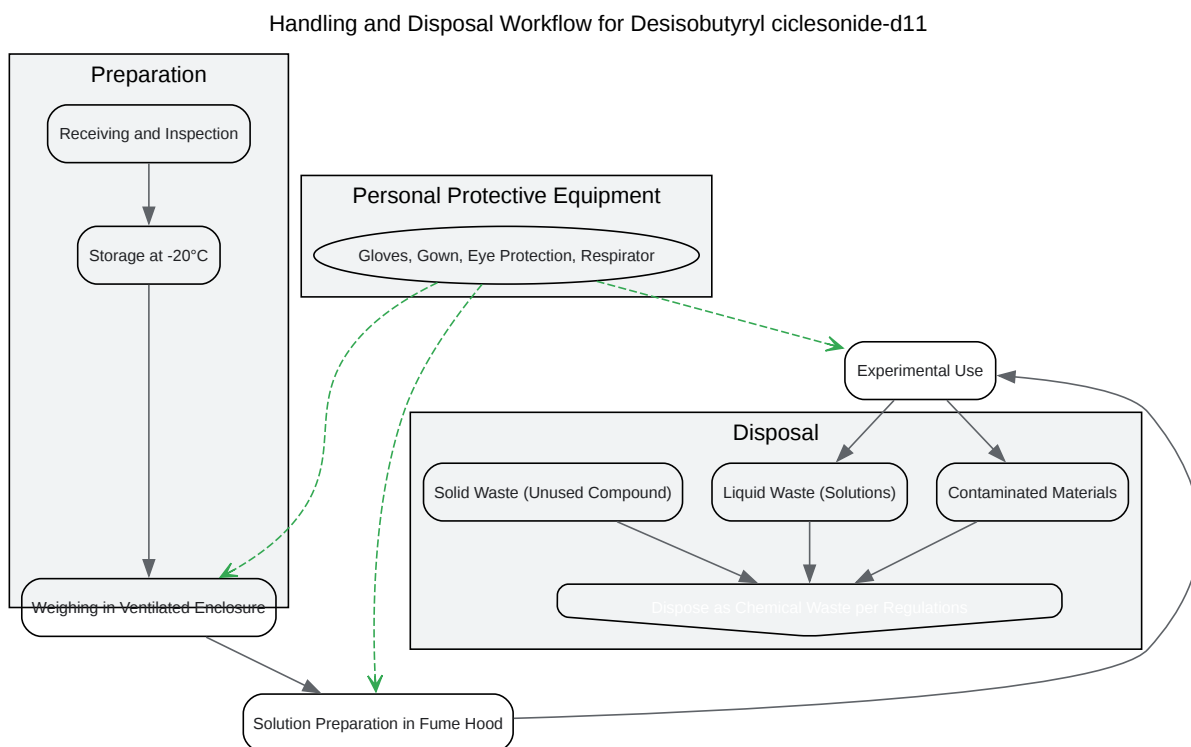 Handling and Disposal Workflow for Desisobutyryl ciclesonide-d11
Preparation
Receiving and Inspection
Storage at -20°C
Weighing in Ventilated Enclosure
Personal Protective Equipment
Gloves, Gown, Eye Protection, Respirator
Solution Preparation in Fume Hood
Experimental Use
Disposal
Solid Waste (Unused Compound)
Liquid Waste (Solutions)
Contaminated Materials
Dispose as Chemical Waste per Regulations